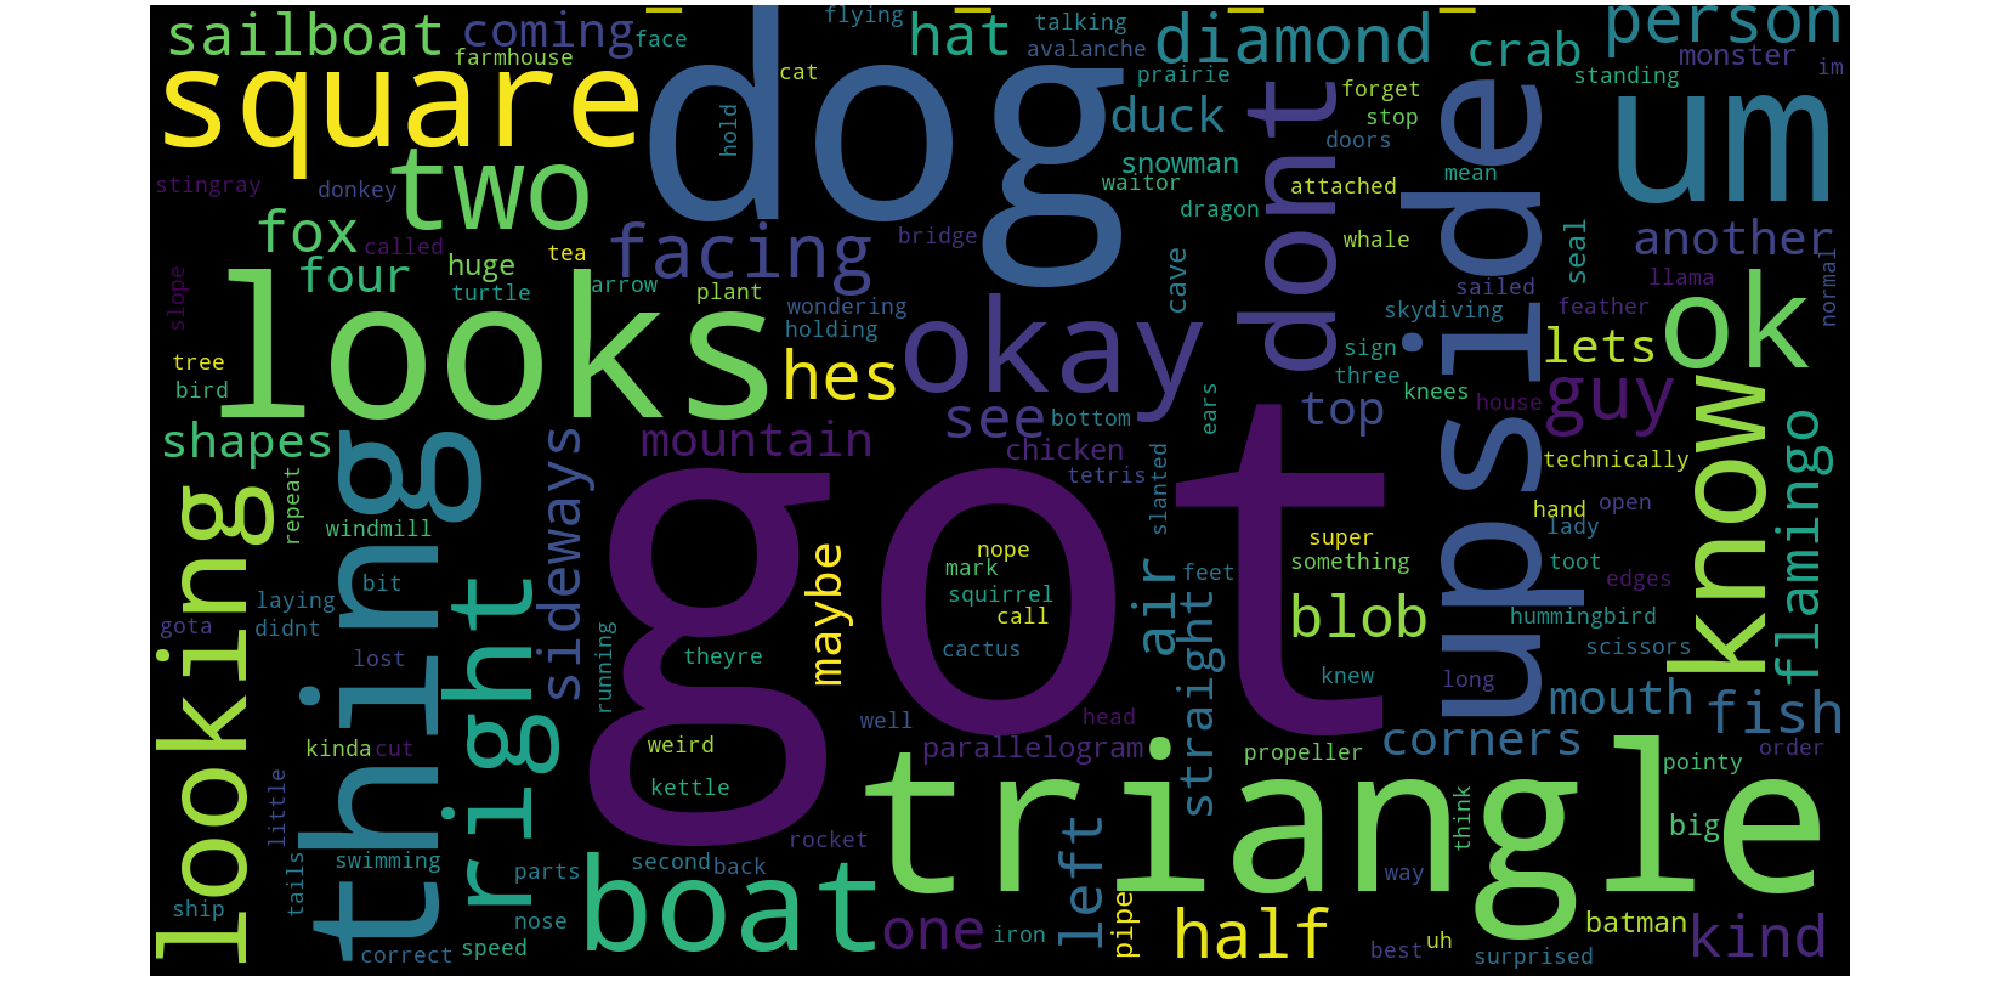 sailboat
coming
face
flying
hat
talking
avalanche
diamond
crab
person
monster
im
farmhouse
square
dog
cat
hold
prairie
duck
dont
forget
stop
doors
upside
standing
um
stingray
donkey
two
snowman
waitor
dragon
attached
mean
fox
called
tea
facing
bridge
whale
seal
another
four
huge
turtle
arrow
plant
wondering
holding
cave
sailed
skydiving
feather
llama
normal
slope
looks
okay
ok
tree
bird
hes
sign
three
knees
lets
house
guy
know
shapes
sideways
mountain
see
bottom
chicken
tetris
ears
top
technically
flamingo
looking
repeat
thing
windmill
right
got
slanted
hand
open
lady
maybe
nope
mark
squirrel
call
cactus
air
feet
super
something
toot
edges
laying
bit
gota
didnt
lost
running
theyre
straight
blob
hummingbird
scissors
knew
long
mouth
fish
kinda
cut
weird
kettle
well
head
parallelogram
propeller
corners
order
pointy
little
triangle
think
big
rocket
tails
swimming
parts
second
back
boat
left
way
ship
nose
correct
speed
one
iron
pipe
half
best
uh
surprised
batman
kind